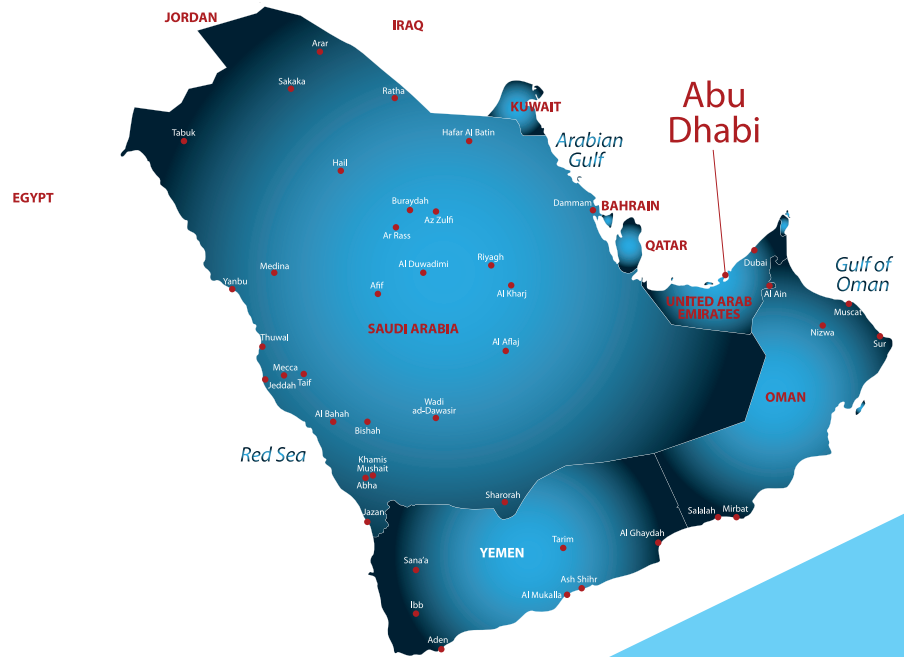 JORDAN
IRAQ
Arar
Sakaka
Ratha
KUWAIT
Abu
Dhabi
Tabuk
Hafar Al Batin
Arabian
Gulf
Hail
EGYPT
Buraydah
Az Zulfi
Dammam
BAHRAIN
Ar Rass
QATAR
Medina
Al Duwadimi
Riyagh
Dubai
Gulf of
Oman
Yanbu
Afif
Al Kharj
Al Ain
UNITED ARAB
EMIRATES
Muscat
SAUDI ARABIA
Nizwa
Thuwal
Al Aflaj
Sur
Mecca
Jeddah
Taif
OMAN
Wadi
ad-Dawasir
Al Bahah
Bishah
Red Sea
Khamis
Mushait
Abha
Sharorah
Jazan
Salalah
Mirbat
Al Ghaydah
Tarim
YEMEN
Sana'a
Ash Shihr
Al Mukalla
Ibb
Aden